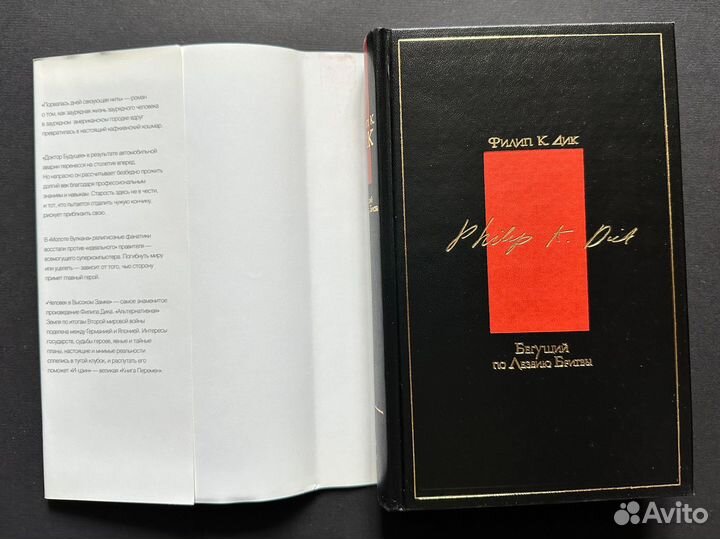 «Порвалась дней связующая нить» — роман
о том, как заурядная жизнь заурядного человека
в заурядном американском городке вдруг
превратилась в настоящий кафкианский кошмар.
«Доктор Будущее» в результате автомобильной
аварии перенесся на столетия вперед.
Но напрасно он рассчитывает безбедно прожить
долгий век благодаря профессиональным
знаниям и навыкам. Старость здесь не в чести,
и тот, кто пытается отдалить чужую кончину,
рискует приблизить свою.
В «Молоте Вулкана» религиозные фанатики
восстали против «идеального» правителя —
всемогущего суперкомпьютера. Погибнуть миру
или уцелеть — зависит от того, чью сторону
примет главный герой.
«Человек в Высоком Замке» — самое знаменитое
произведение Филипа Дика. «Альтернативная»
Земля по итогам Второй мировой войны
поделена между Германией и Японией. Интересы
государств, судьбы героев, явные и тайные
планы, настоящие и мнимые реальности
сплелись в тугой клубок, и распутать его
поможет «И-цзин» — великая «Книга Перемен».
Филип К. Дик
Philip K. Dick
Бегущий
по Лезвию Бритвы
Avito